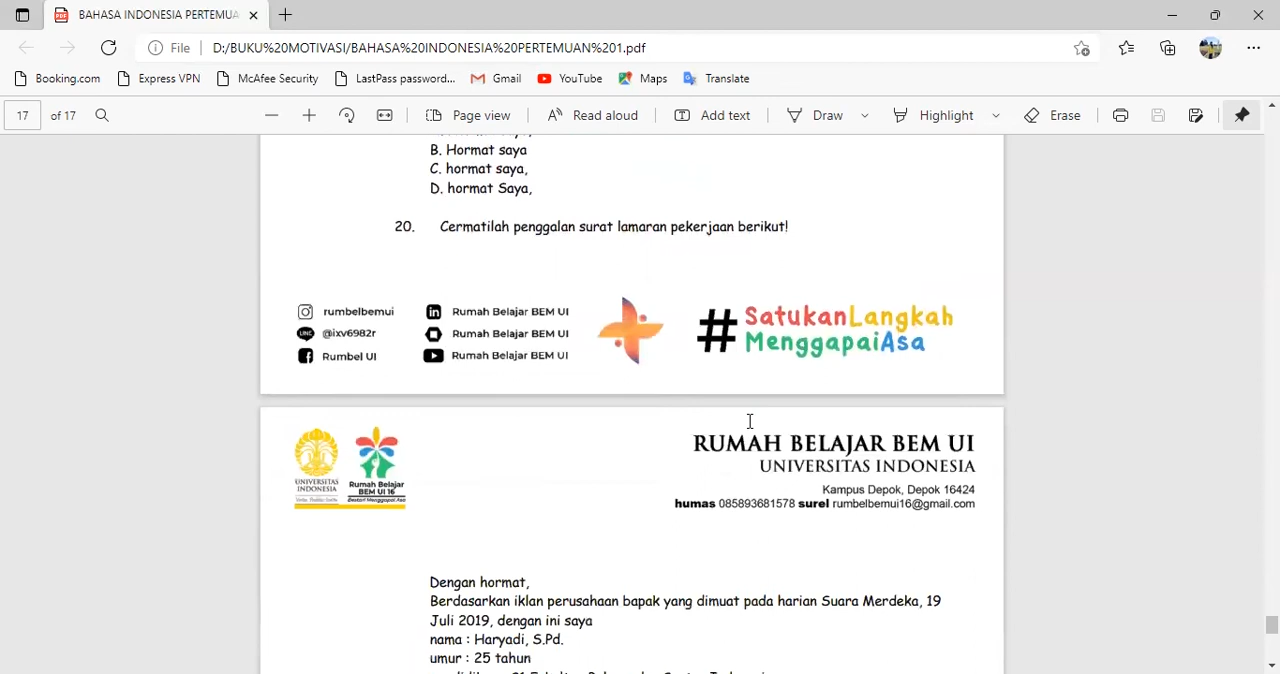 BAHASA INDONESIA PERTEMUA
File
D:/BUKU%20MOTIVASI/BAHASA%20INDONESIA%20PERTEMUAN%201.pdf
Booking.com
Express VPN
McAfee Security
LastPass password...
Gmail
YouTube
Maps
Translate
17 of 17
Page view
Read aloud
Add text
Draw
Highlight
Erase
B. Hormat saya
C. hormat saya,
D. hormat Saya,
20. Cermatilah penggalan surat lamaran pekerjaan berikut!
rumbelbemui
@ixv6982r
Rumbel UI
Rumah Belajar BEM UI
Rumah Belajar BEM UI
Rumah Belajar BEM UI
#SatukanLangkah
MenggapaiAsa
UNIVERSITAS
INDONESIA
Rumah Belajar
BEM UI 16
RUMAH BELAJAR BEM UI
UNIVERSITAS INDONESIA
Kampus Depok, Depok 16424
humas 085893681578 surel rumbelbemui16@gmail.com
Dengan hormat,
Berdasarkan iklan perusahaan bapak yang dimuat pada harian Suara Merdeka, 19
Juli 2019, dengan ini saya
nama : Haryadi, S.Pd.
umur : 25 tahun